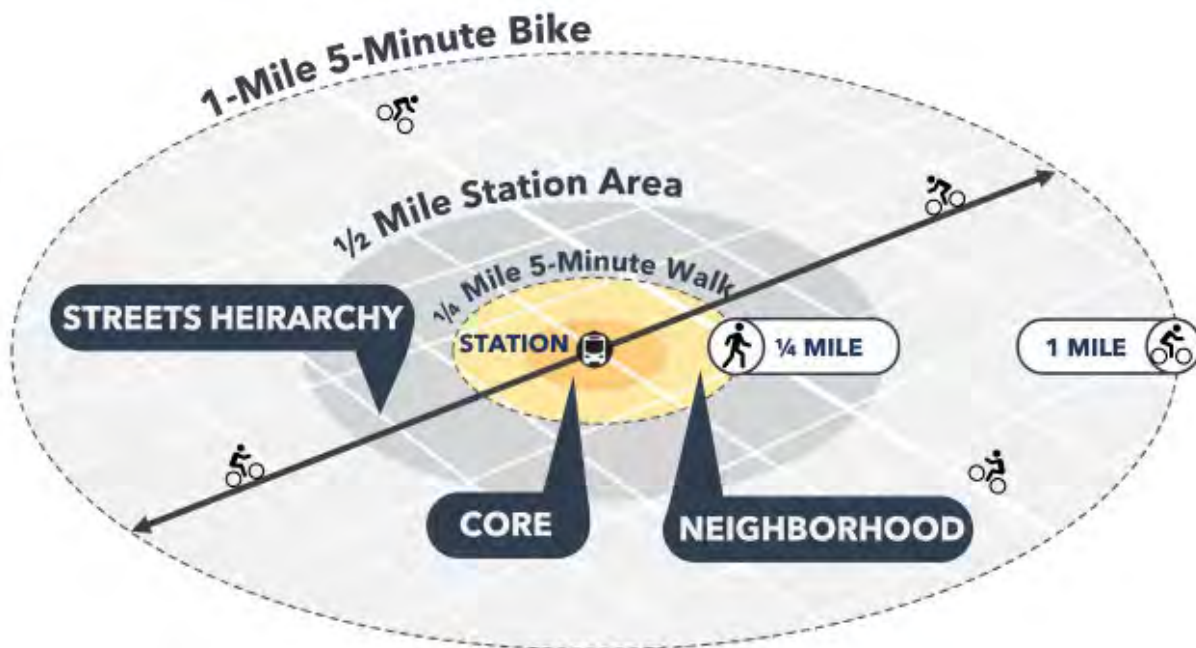 1-Mile 5-Minute Bike
½ Mile Station Area
¼ Mile 5-Minute Walk
STREETS HEIRARCHY
STATION
¼ MILE
1 MILE
CORE
NEIGHBORHOOD